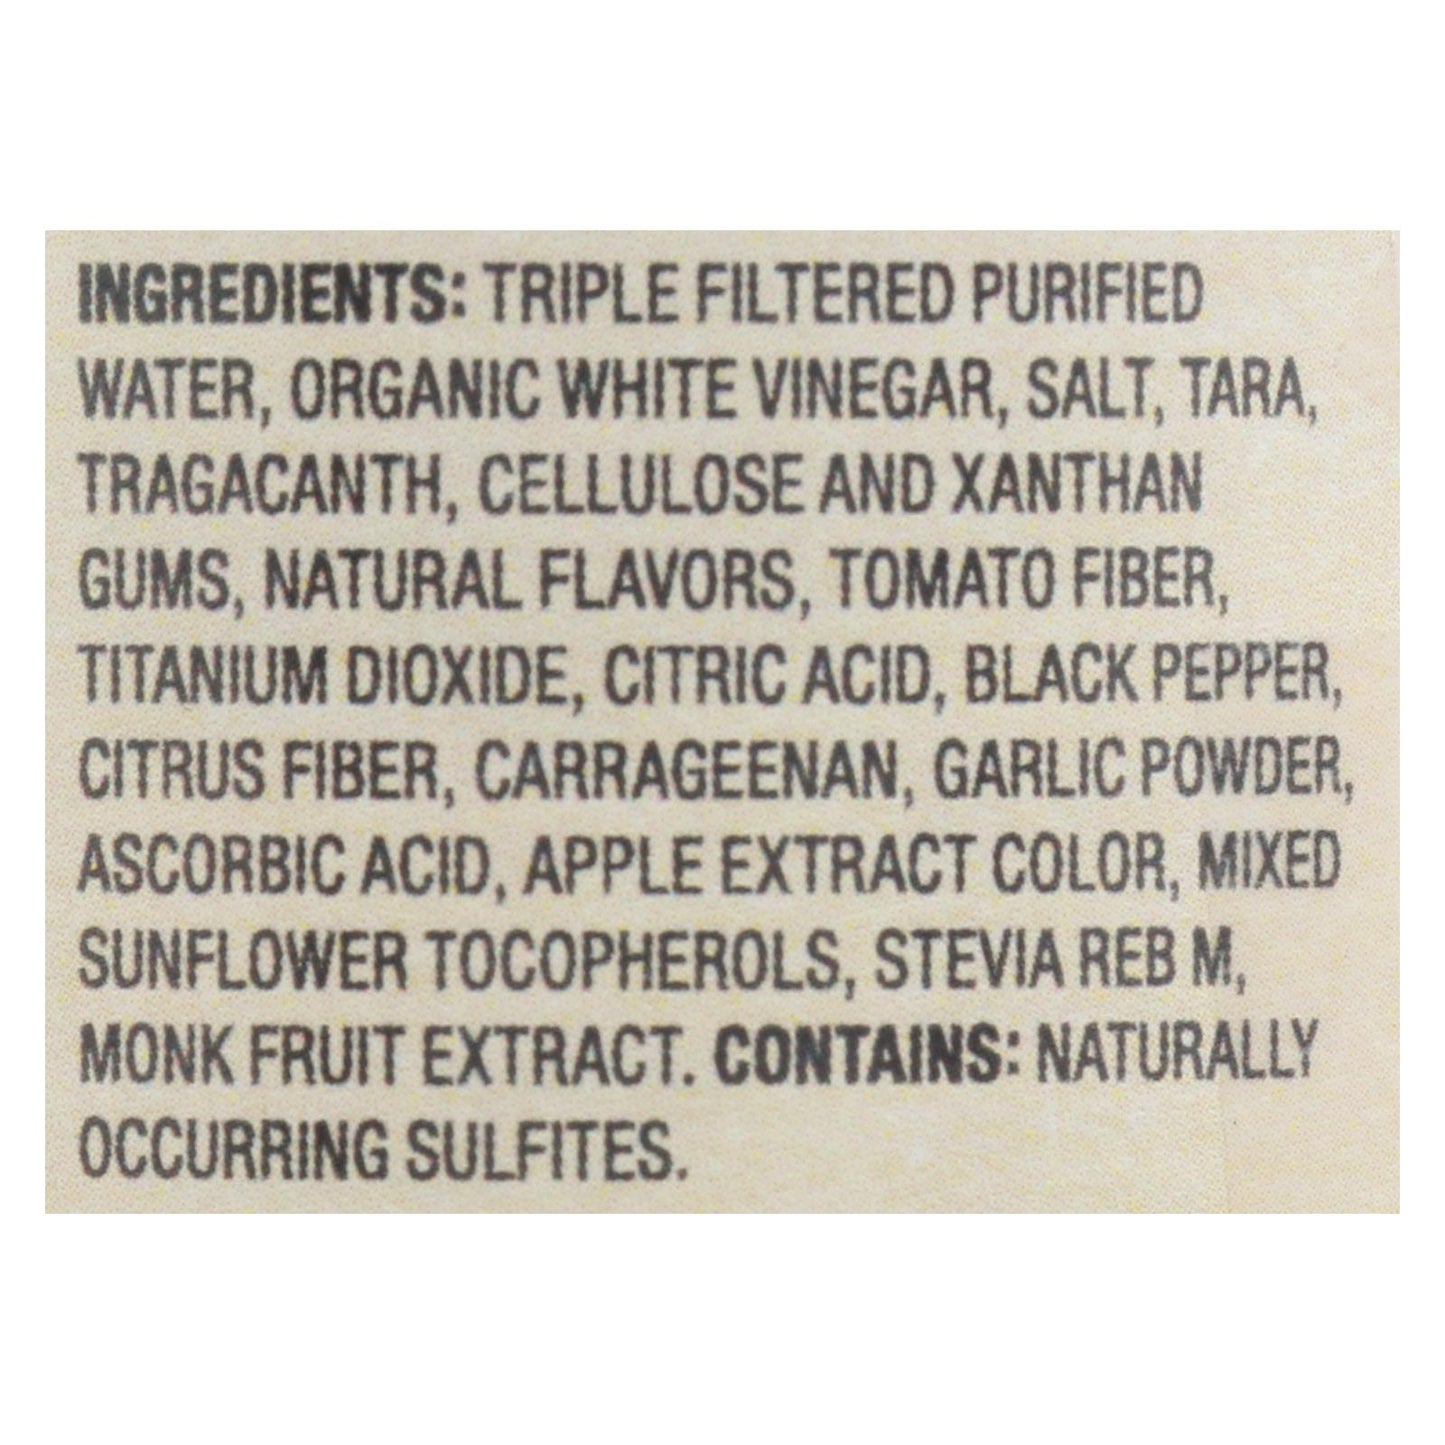 INGREDIENTS: TRIPLE FILTERED PURIFIED
WATER, ORGANIC WHITE VINEGAR, SALT, TARA,
TRAGACANTH, CELLULOSE AND XANTHAN
GUMS, NATURAL FLAVORS, TOMATO FIBER,
TITANIUM DIOXIDE, CITRIC ACID, BLACK PEPPER,
CITRUS FIBER, CARRAGEENAN, GARLIC POWDER,
ASCORBIC ACID, APPLE EXTRACT COLOR, MIXED
SUNFLOWER TOCOPHEROLS, STEVIA REB M,
MONK FRUIT EXTRACT. CONTAINS: NATURALLY
OCCURRING SULFITES.